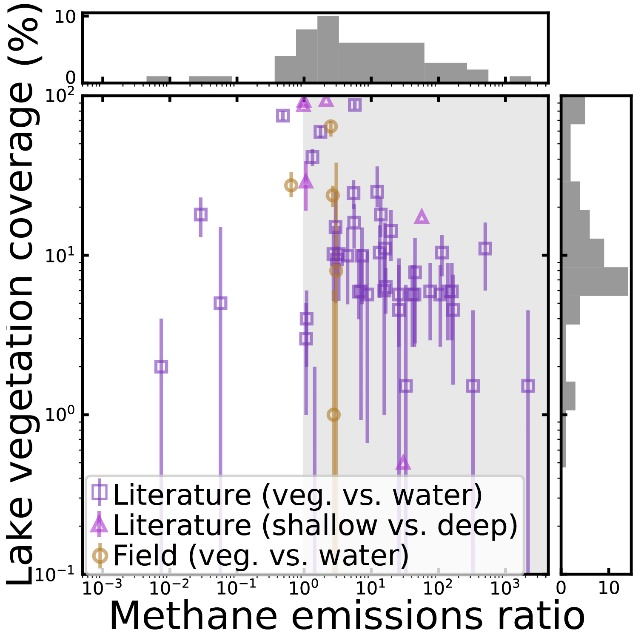 10
0
Lake vegetation coverage (%)
10²
10¹
10⁰
10⁻¹
Literature (veg. vs. water)
Literature (shallow vs. deep)
Field (veg. vs. water)
10⁻³ 10⁻² 10⁻¹ 10⁰ 10¹ 10² 10³
0 10
Methane emissions ratio